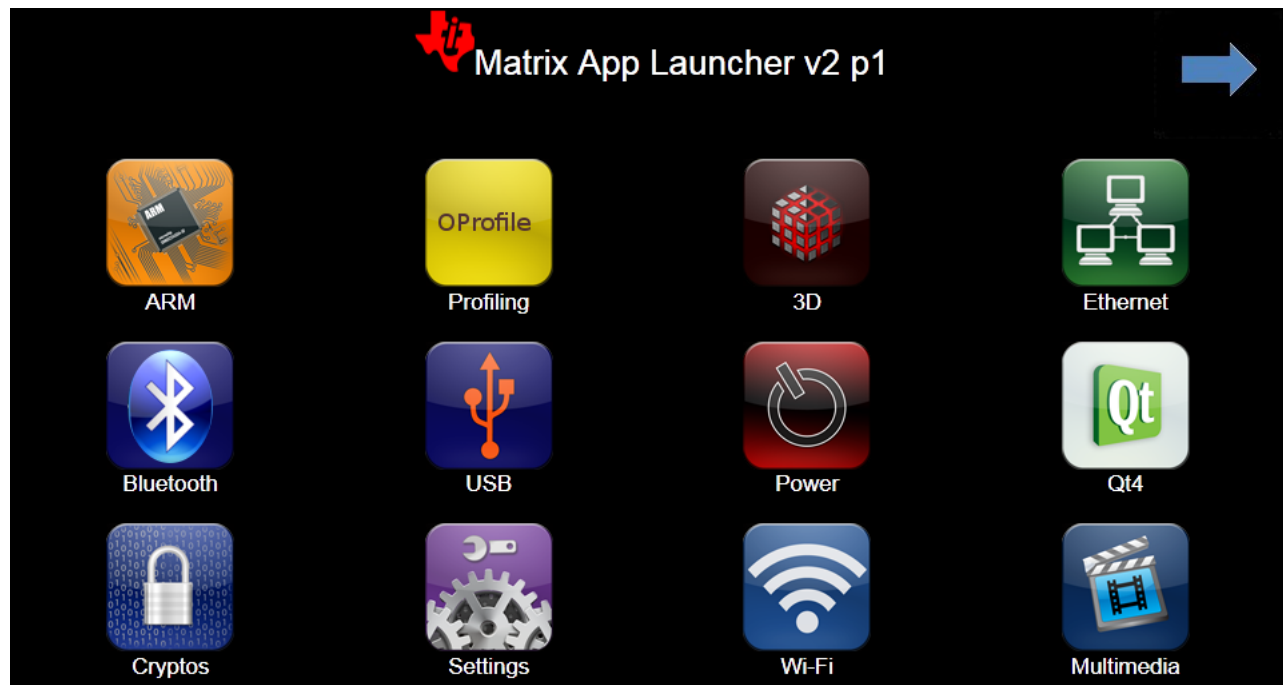 Matrix App Launcher v2 p1
ARM
OProfile
ARM Profiling 3D Ethernet
Qt
Bluetooth USB Power Qt4
Cryptos Settings Wi-Fi Multimedia